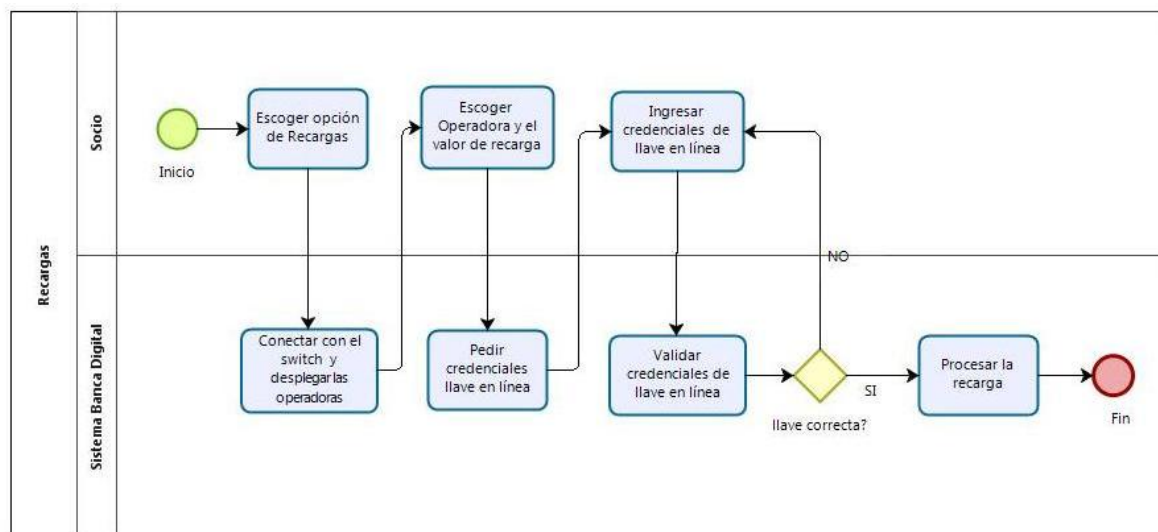 Recargas
Socio
Inicio
Escoger opción
de Recargas
Escoger
Operadora y el
valor de recarga
Ingresar
credenciales de
llave en línea
NO
Sistema Banca Digital
Conectar con el
switch y
desplegar las
operadoras
Pedir
credenciales
llave en línea
Validar
credenciales de
llave en línea
llave correcta?
SI
Procesar la
recarga
Fin